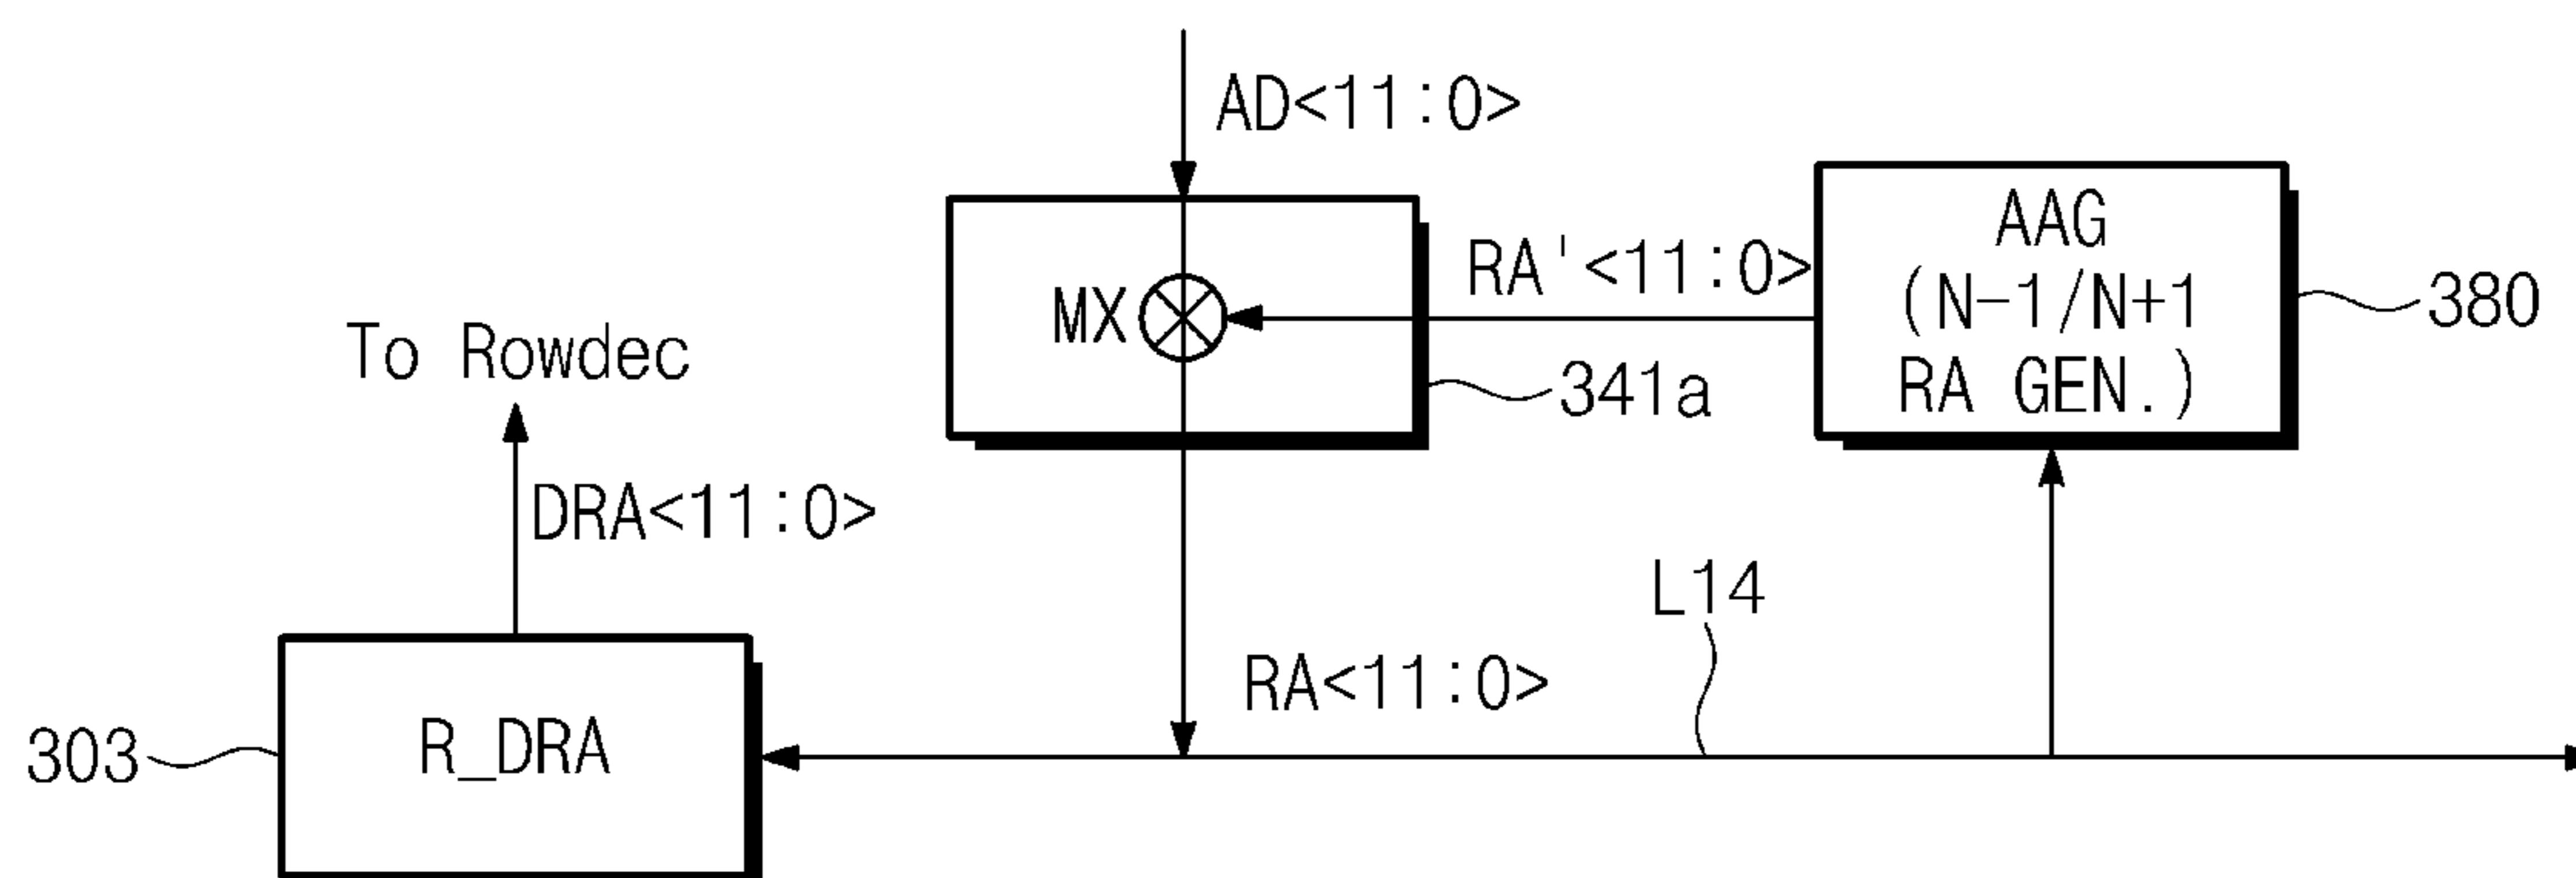 AD<11:0>
AAG
(N-1/N+1
RA GEN.)
RA'<11:0>
MX
380
To Rowdec
341a
DRA<11:0>
L14
RA<11:0>
R_DRA
303